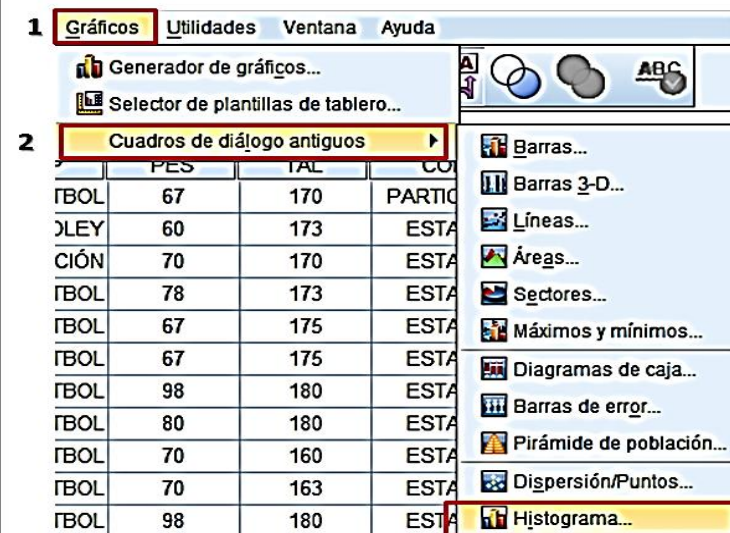 1 Gráficos Utilidades Ventana Ayuda
Generador de gráficos...
Selector de plantillas de tablero...
ABC
2 Cuadros de diálogo antiguos
PES TAL
67 170
DLEY 60 173 ESTA
CIÓN 70 170 ESTA
TBOL 78 173 ESTA
TBOL 67 175 ESTA
TBOL 67 175 ESTA
TBOL 98 180 ESTA
TBOL 80 180 ESTA
TBOL 70 160 ESTA
TBOL 70 163 ESTA
TBOL 98 180 ESTA
Barras...
Barras 3-D...
Líneas...
Áreas...
Sectores...
Máximos y mínimos...
Diagramas de caja...
Barras de error...
Pirámide de población...
Dispersión/Puntos...
Histograma...